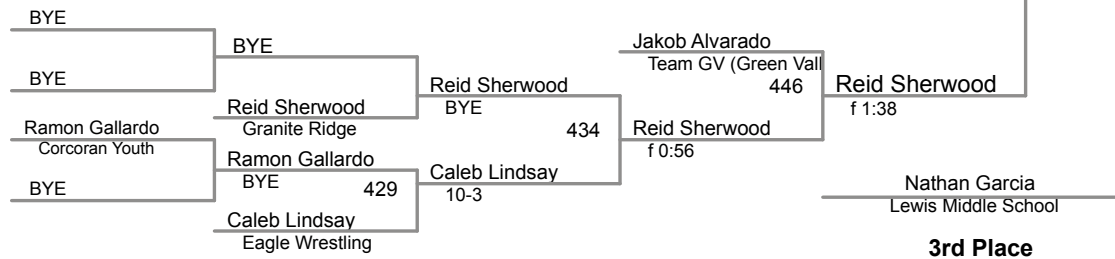 BYE
BYE
Ramon Gallardo
Corcoran Youth
BYE
BYE
Reid Sherwood
Granite Ridge
Ramon Gallardo
BYE
429
Caleb Lindsay
Eagle Wrestling
Reid Sherwood
BYE
434
Caleb Lindsay
10-3
Jakob Alvarado
Team GV (Green Vall
446
Reid Sherwood
f 0:56
Reid Sherwood
f 1:38
Nathan Garcia
Lewis Middle School
3rd Place